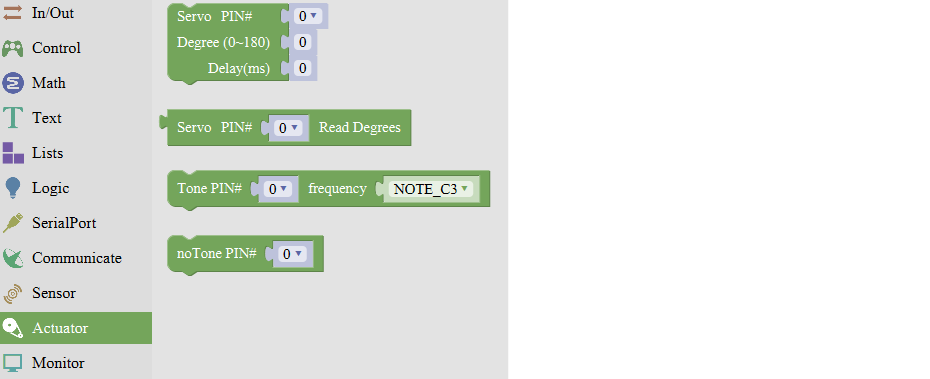 In/Out
Control
Math
Text
Lists
Logic
SerialPort
Communicate
Sensor
Actuator
Monitor
Servo PIN# 0
Degree (0~180) 0
Delay(ms) 0
Servo PIN# 0 Read Degrees
Tone PIN# 0 frequency NOTE_C3
noTone PIN# 0